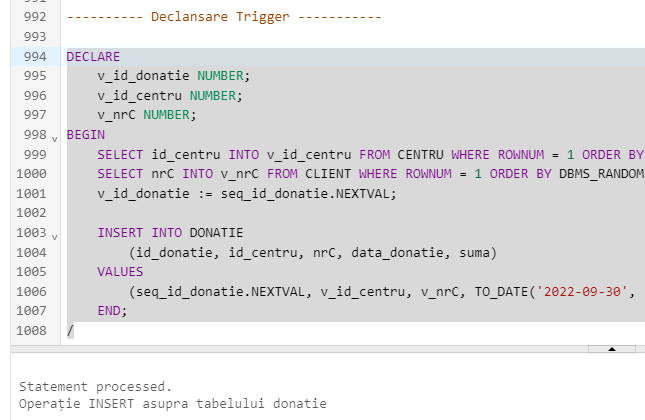 992 ---------- Declansare Trigger -----------
993
994 DECLARE
995 v_id_donatie NUMBER;
996 v_id_centru NUMBER;
997 v_nrC NUMBER;
998 BEGIN
999 SELECT id_centru INTO v_id_centru FROM CENTRU WHERE ROWNUM = 1 ORDER BY
1000 SELECT nrC INTO v_nrC FROM CLIENT WHERE ROWNUM = 1 ORDER BY DBMS_RANDOM
1001 v_id_donatie := seq_id_donatie.NEXTVAL;
1002
1003 INSERT INTO DONATIE
1004 (id_donatie, id_centru, nrC, data_donatie, suma)
1005 VALUES
1006 (seq_id_donatie.NEXTVAL, v_id_centru, v_nrC, TO_DATE('2022-09-30',
1007 END;
1008 /
Statement processed.
Operație INSERT asupra tabelului donatie